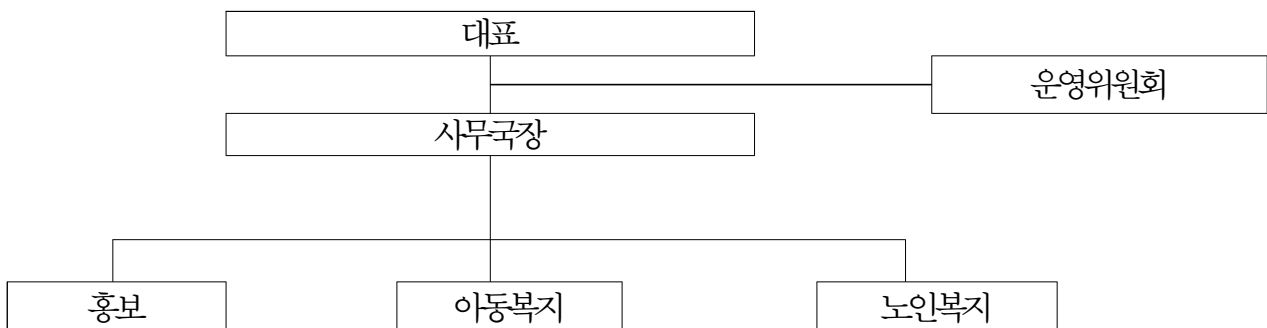 대표
운영위원회
사무국장
홍보
아동복지
노인복지